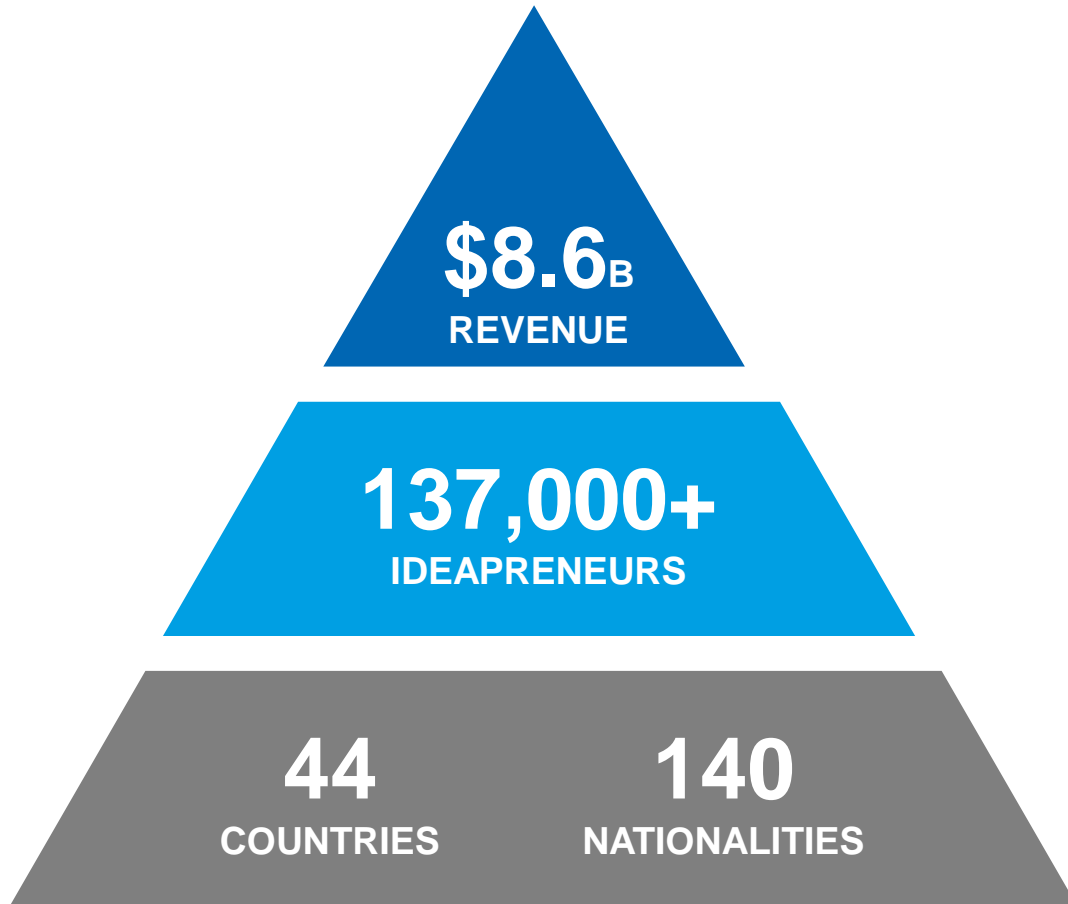 $8.6B
REVENUE
137,000+
IDEAPRENEURS
44 140
COUNTRIES NATIONALITIES